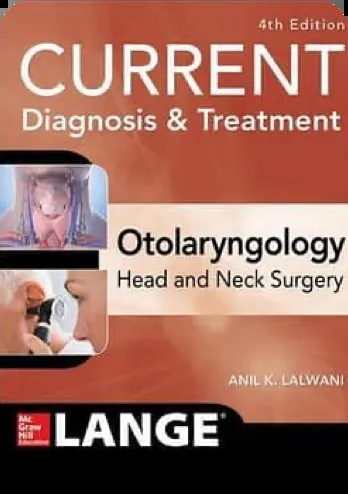 4th Edition
CURRENT
Diagnosis & Treatment
Otolaryngology
Head and Neck Surgery
ANIL K. LALWANI
Mc
Graw
Hill
Education
LANGE®